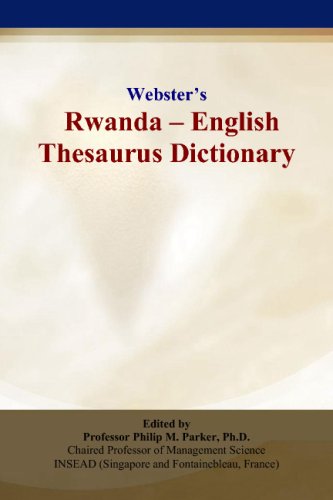 Webster’s
Rwanda – English
Thesaurus Dictionary
Edited by
Professor Philip M. Parker, Ph.D.
Chaired Professor of Management Science
INSEAD (Singapore and Fontainebleau, France)